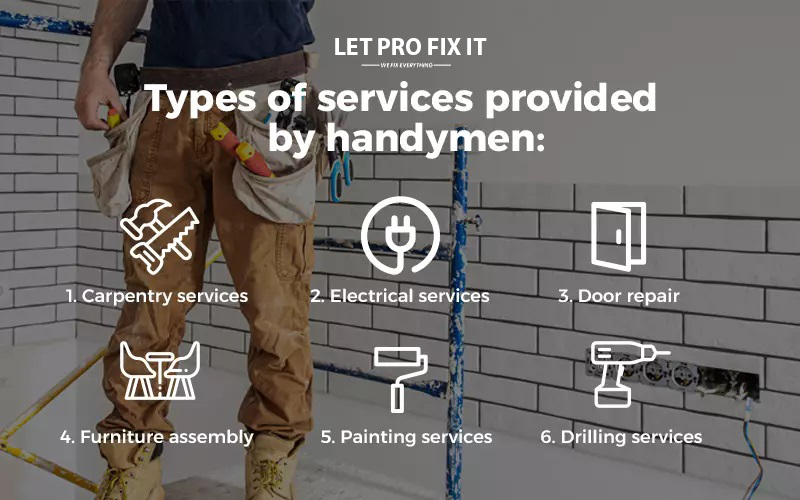 LET PRO FIX IT
WE FIX EVERYTHING
Types of services provided
by handymen:
1. Carpentry services
2. Electrical services
3. Door repair
4. Furniture assembly
5. Painting services
6. Drilling services